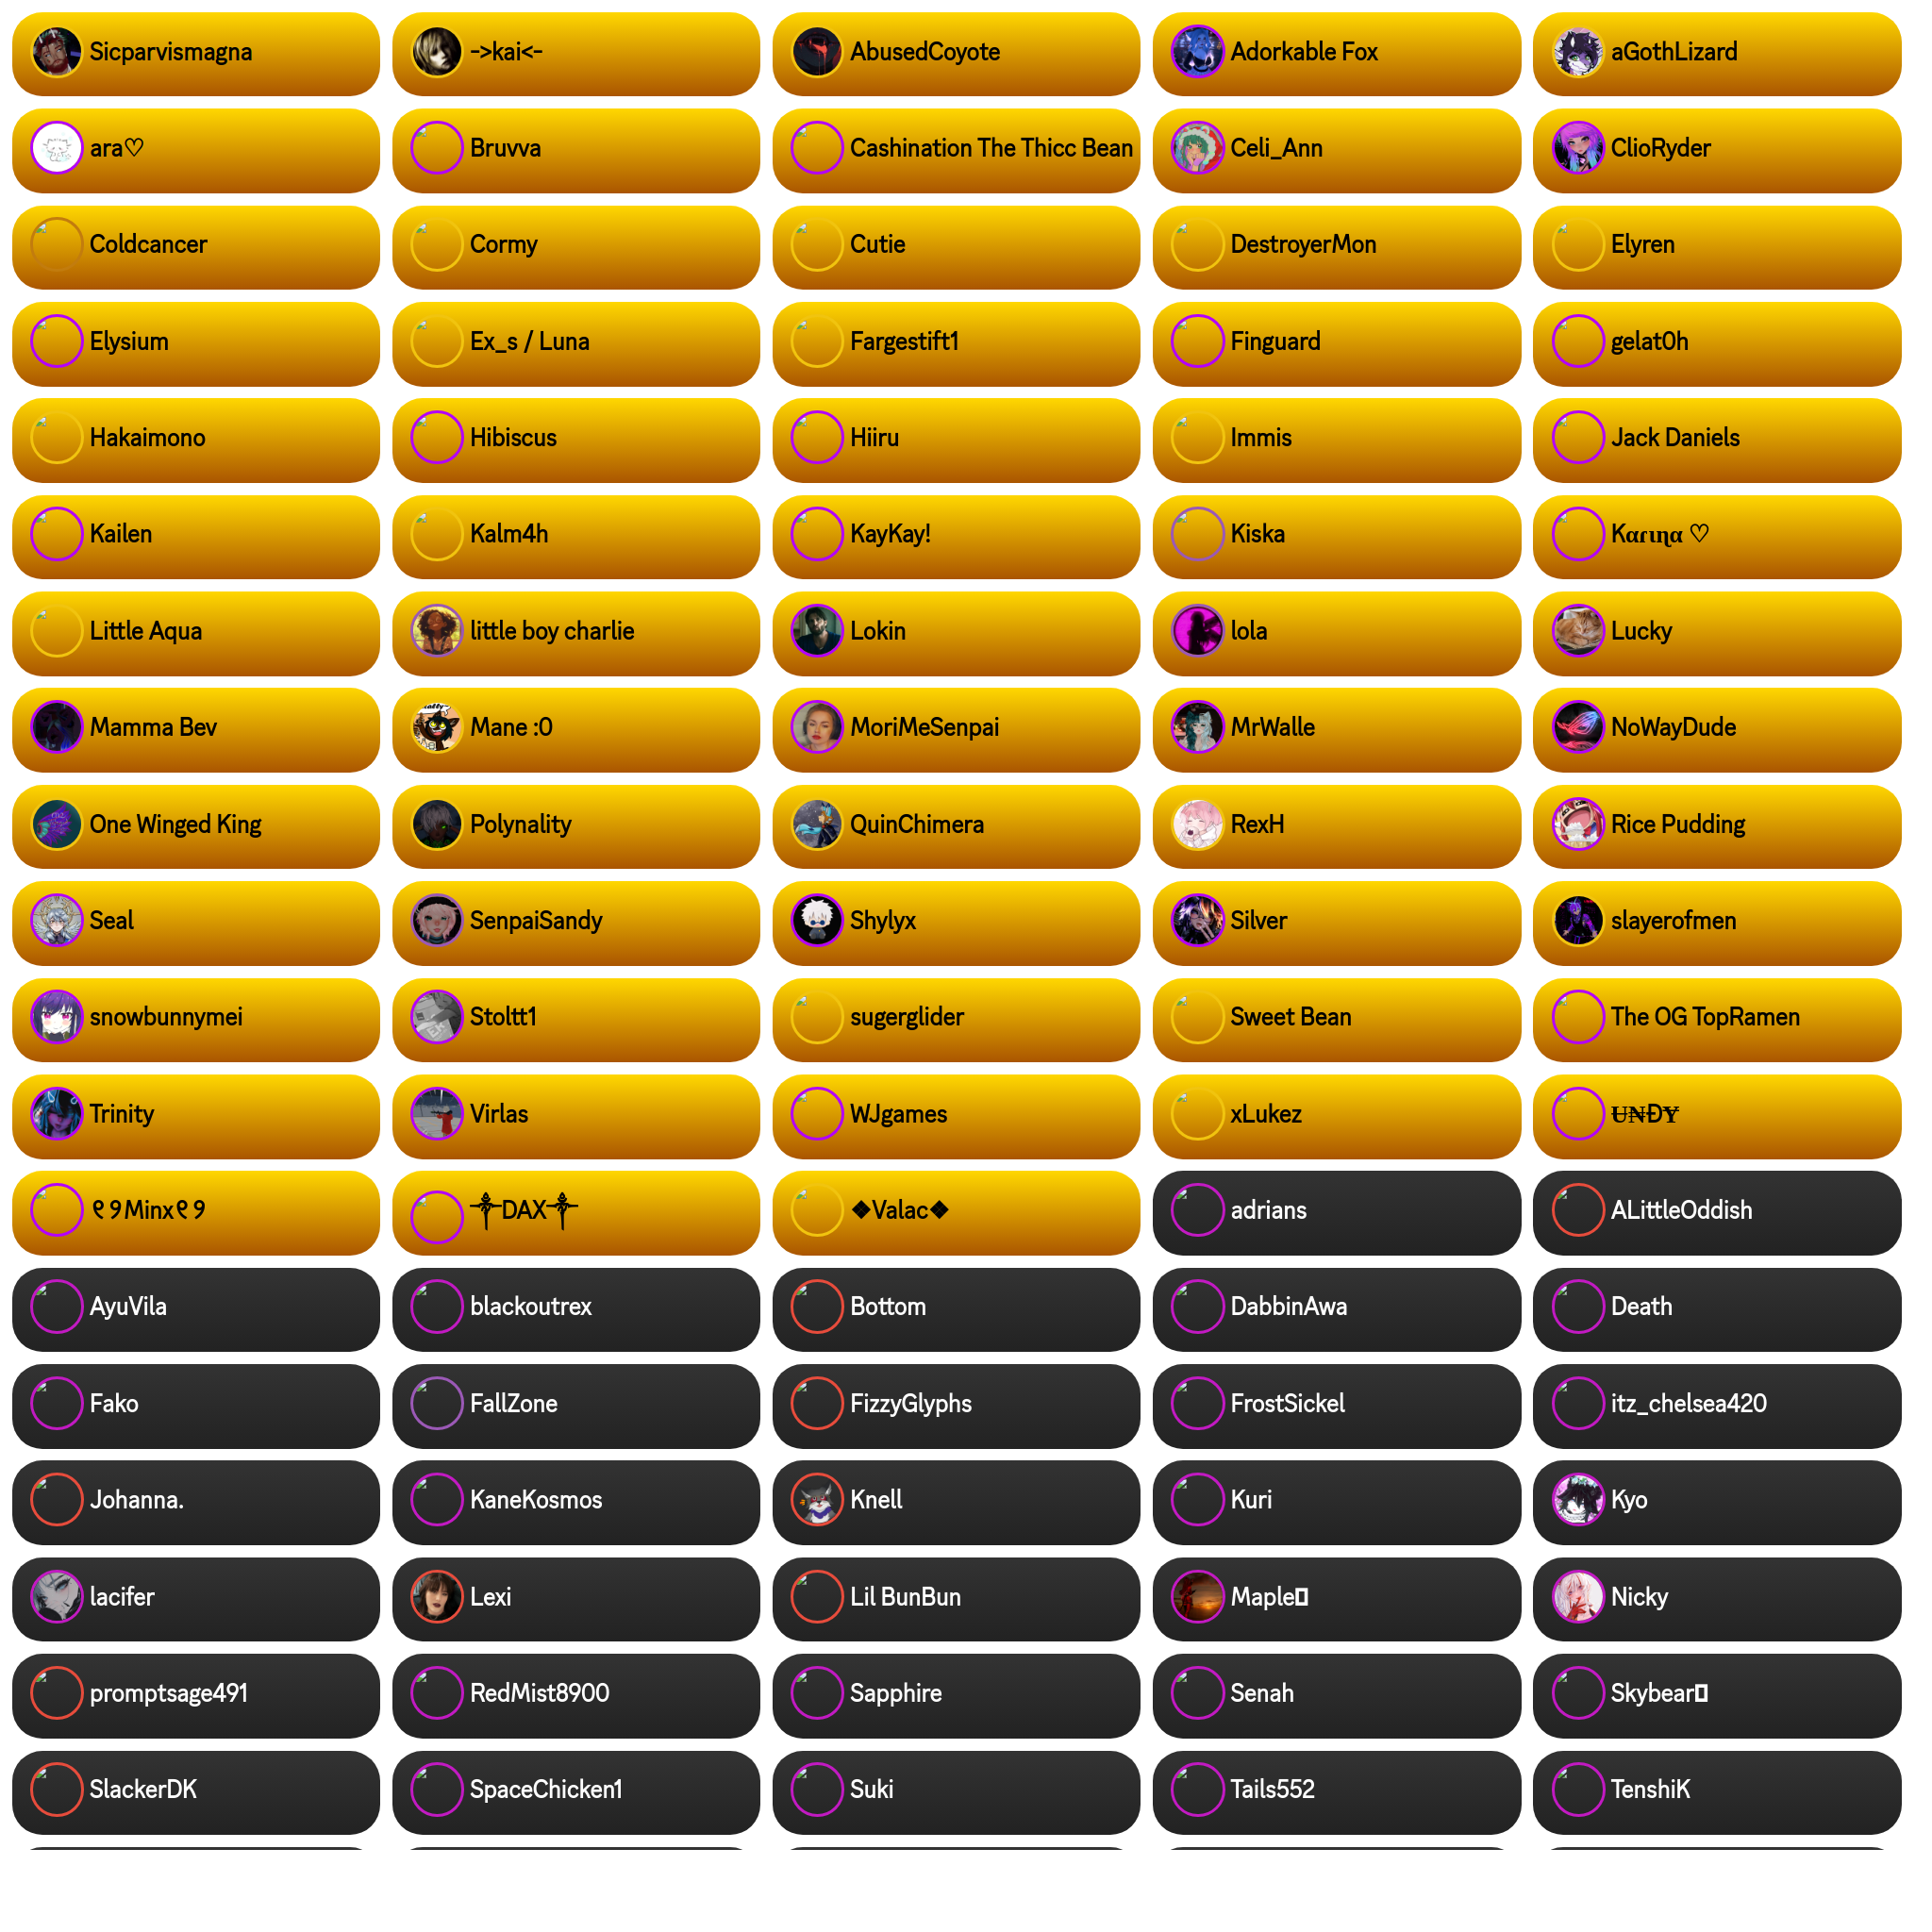 Sicparvismagna
->kai<-
AbusedCoyote
Adorkable Fox
aGothLizard
ara♡
Bruvva
Cashination The Thicc Bean
Celi_Ann
ClioRyder
Coldcancer
Cormy
Cutie
DestroyerMon
Elyren
Elysium
Ex_s / Luna
Fargestift1
Finguard
gelat0h
Hakaimono
Hibiscus
Hiiru
Immis
Jack Daniels
Kailen
Kalm4h
KayKay!
Kiska
Kαɾιɳα ♡
Little Aqua
little boy charlie
Lokin
lola
Lucky
Mamma Bev
Mane :0
MoriMeSenpai
MrWalle
NoWayDude
One Winged King
Polynality
QuinChimera
RexH
Rice Pudding
Seal
SenpaiSandy
Shylyx
Silver
slayerofmen
snowbunnymei
Stoltt1
sugerglider
Sweet Bean
The OG TopRamen
Trinity
Virlas
WJgames
xLukez
U̶₦ĐɎ
୧୨Minx୧୨
⸸DAX⸸
❖Valac❖
adrians
ALittleOddish
AyuVila
blackoutrex
Bottom
DabbinAwa
Death
Fako
FallZone
FizzyGlyphs
FrostSickel
itz_chelsea420
Johanna.
KaneKosmos
Knell
Kuri
Kyo
lacifer
Lexi
Lil BunBun
Maple
Nicky
promptsage491
RedMist8900
Sapphire
Senah
Skybear
SlackerDK
SpaceChicken1
Suki
Tails552
TenshiK